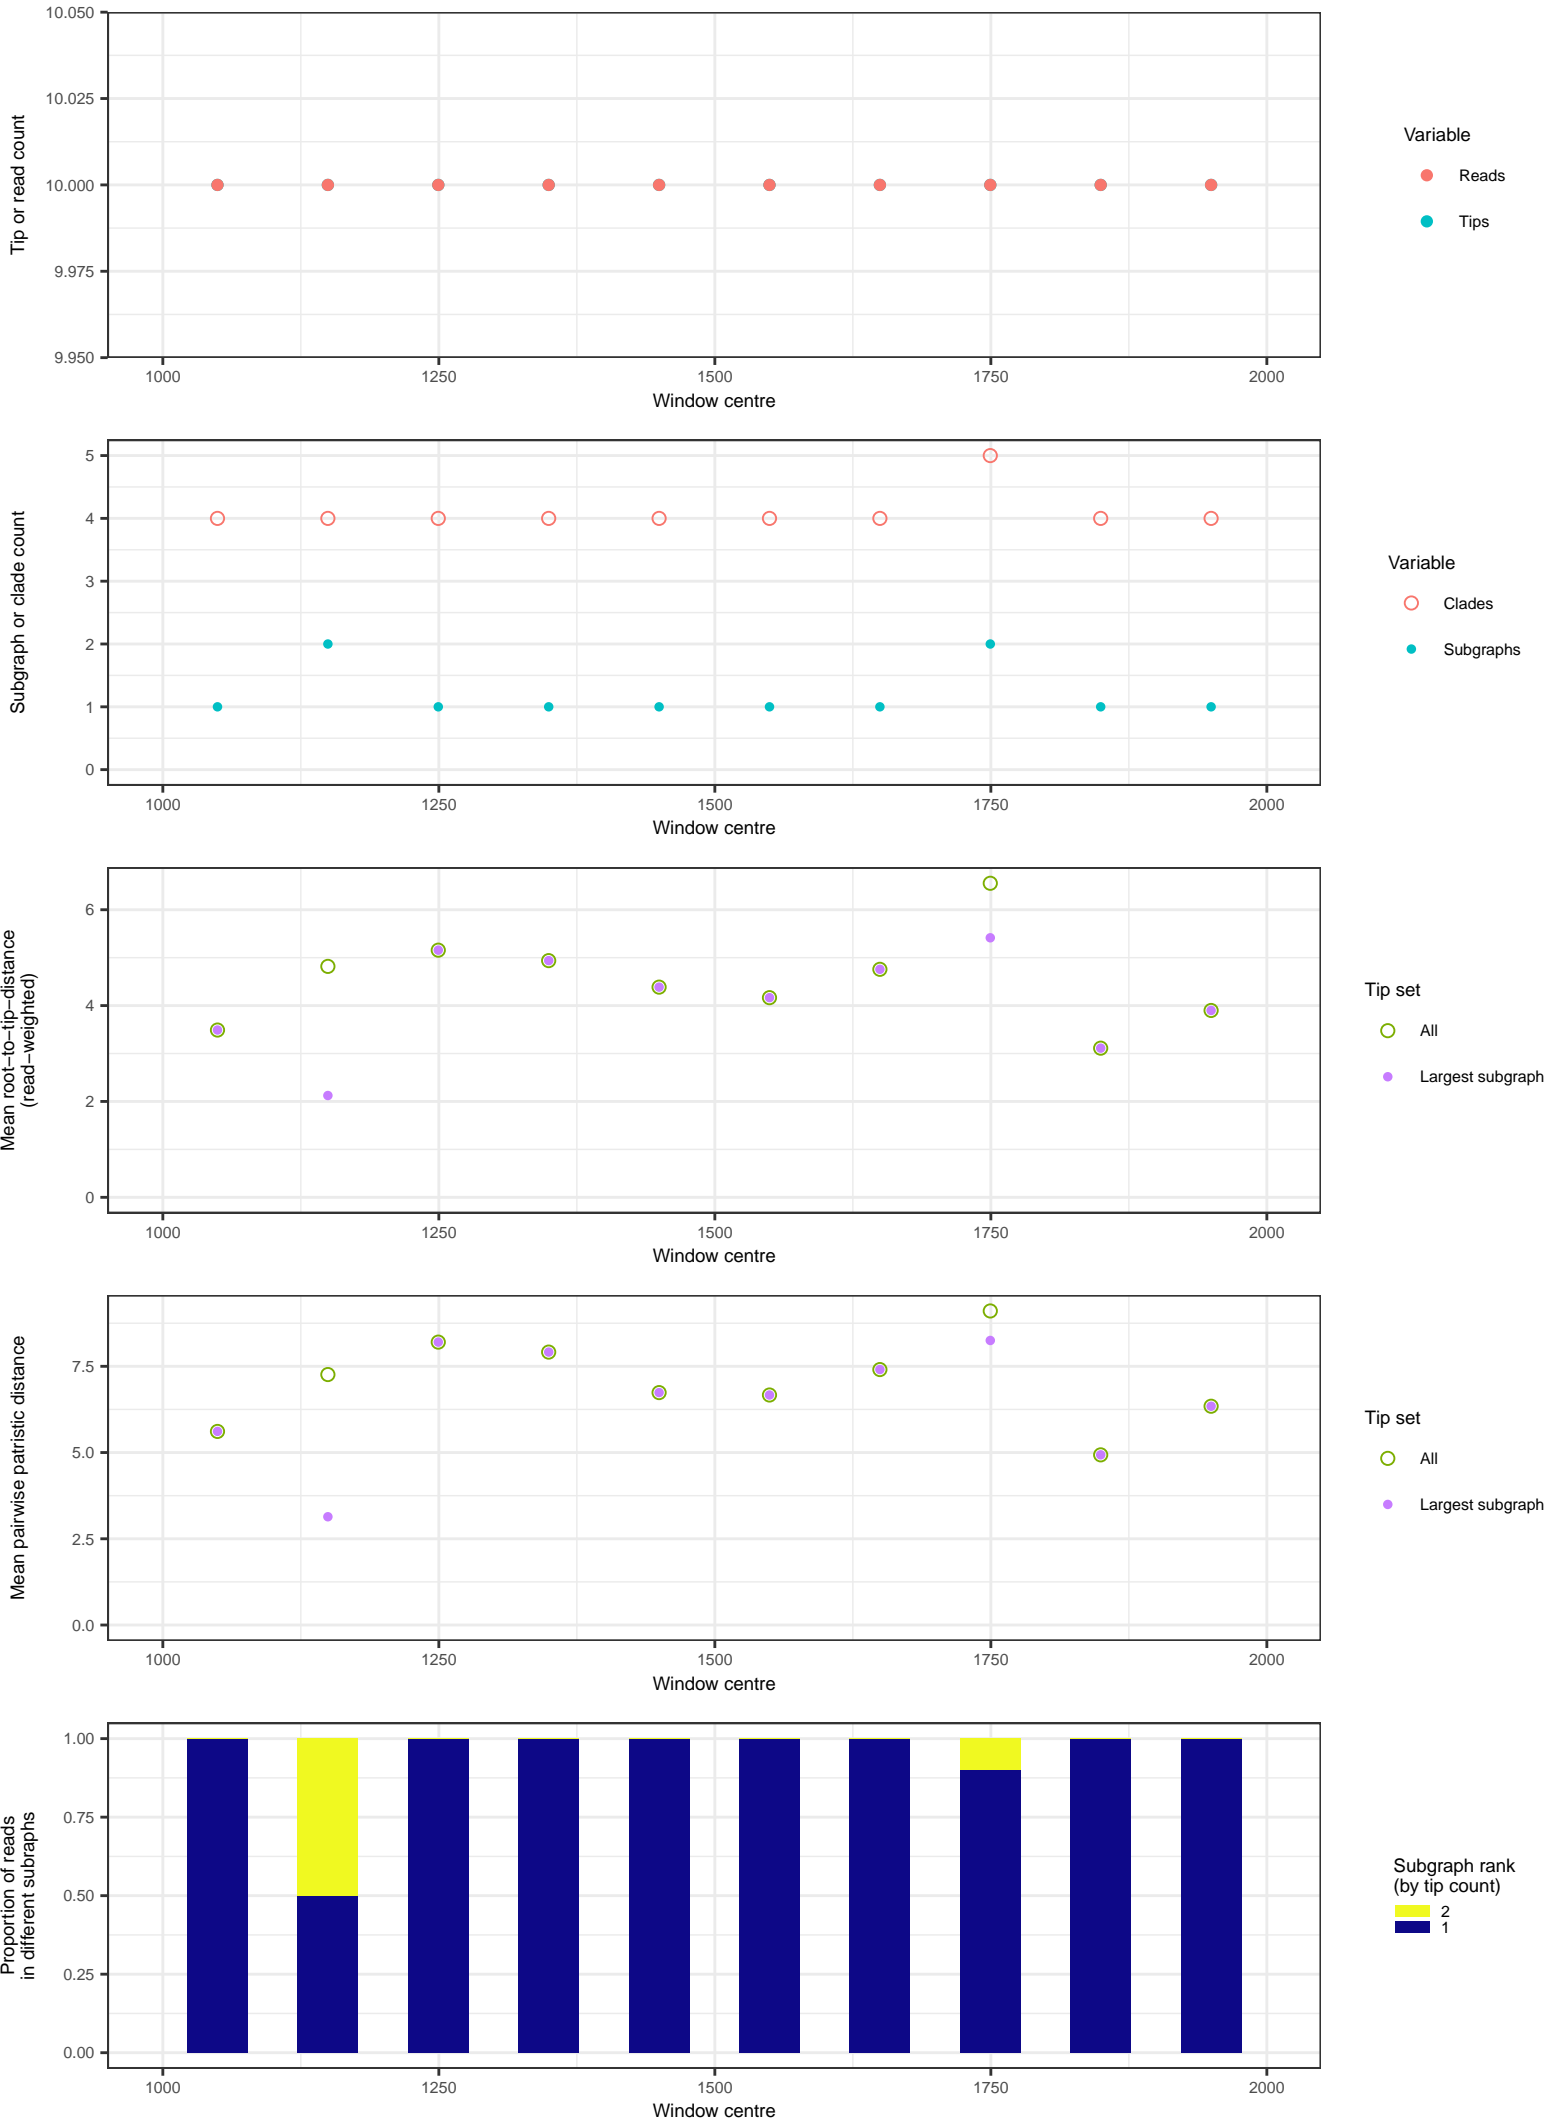 10.050
10.025
10.000
9.975
9.950
Tip or read count
1000 1250 1500 1750 2000
Window centre
Variable
Reads
Tips
5
4
3
2
1
0
Subgraph or clade count
1000 1250 1500 1750 2000
Window centre
Variable
Clades
Subgraphs
6
4
2
0
Mean root−to−tip−distance
(read−weighted)
1000 1250 1500 1750 2000
Window centre
Tip set
All
Largest subgraph
7.5
5.0
2.5
0.0
Mean pairwise patristic distance
1000 1250 1500 1750 2000
Window centre
Tip set
All
Largest subgraph
1.00
0.75
0.50
0.25
0.00
Proportion of reads
in different subraphs
1000 1250 1500 1750 2000
Window centre
Subgraph rank
(by tip count)
2
1